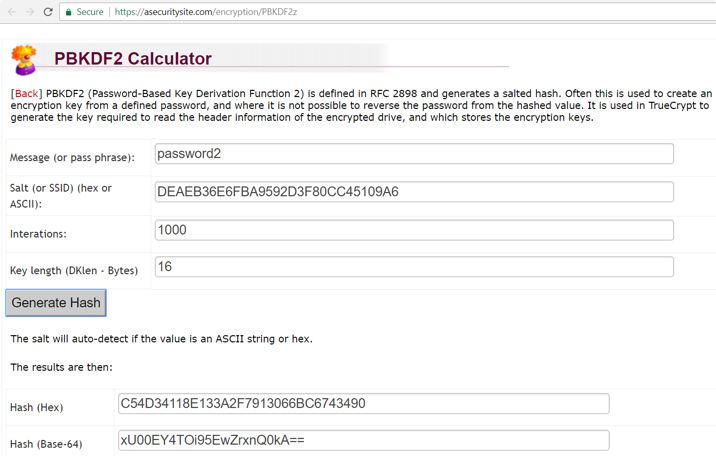 Secure https://asecuritysite.com/encryption/PBKDF2z
PBKDF2 Calculator
[Back] PBKDF2 (Password-Based Key Derivation Function 2) is defined in RFC 2898 and generates a salted hash. Often this is used to create an
encryption key from a defined password, and where it is not possible to reverse the password from the hashed value. It is used in TrueCrypt to
generate the key required to read the header information of the encrypted drive, and which stores the encryption keys.
Message (or pass phrase): password2
Salt (or SSID) (hex or
ASCII): DEAEB36E6FBA9592D3F80CC45109A6
Interations: 1000
Key length (DKlen - Bytes) 16
Generate Hash
The salt will auto-detect if the value is an ASCII string or hex.
The results are then:
Hash (Hex) C54D34118E133A2F7913066BC6743490
Hash (Base-64) xU00EY4TOi95EwZrxnQ0kA==